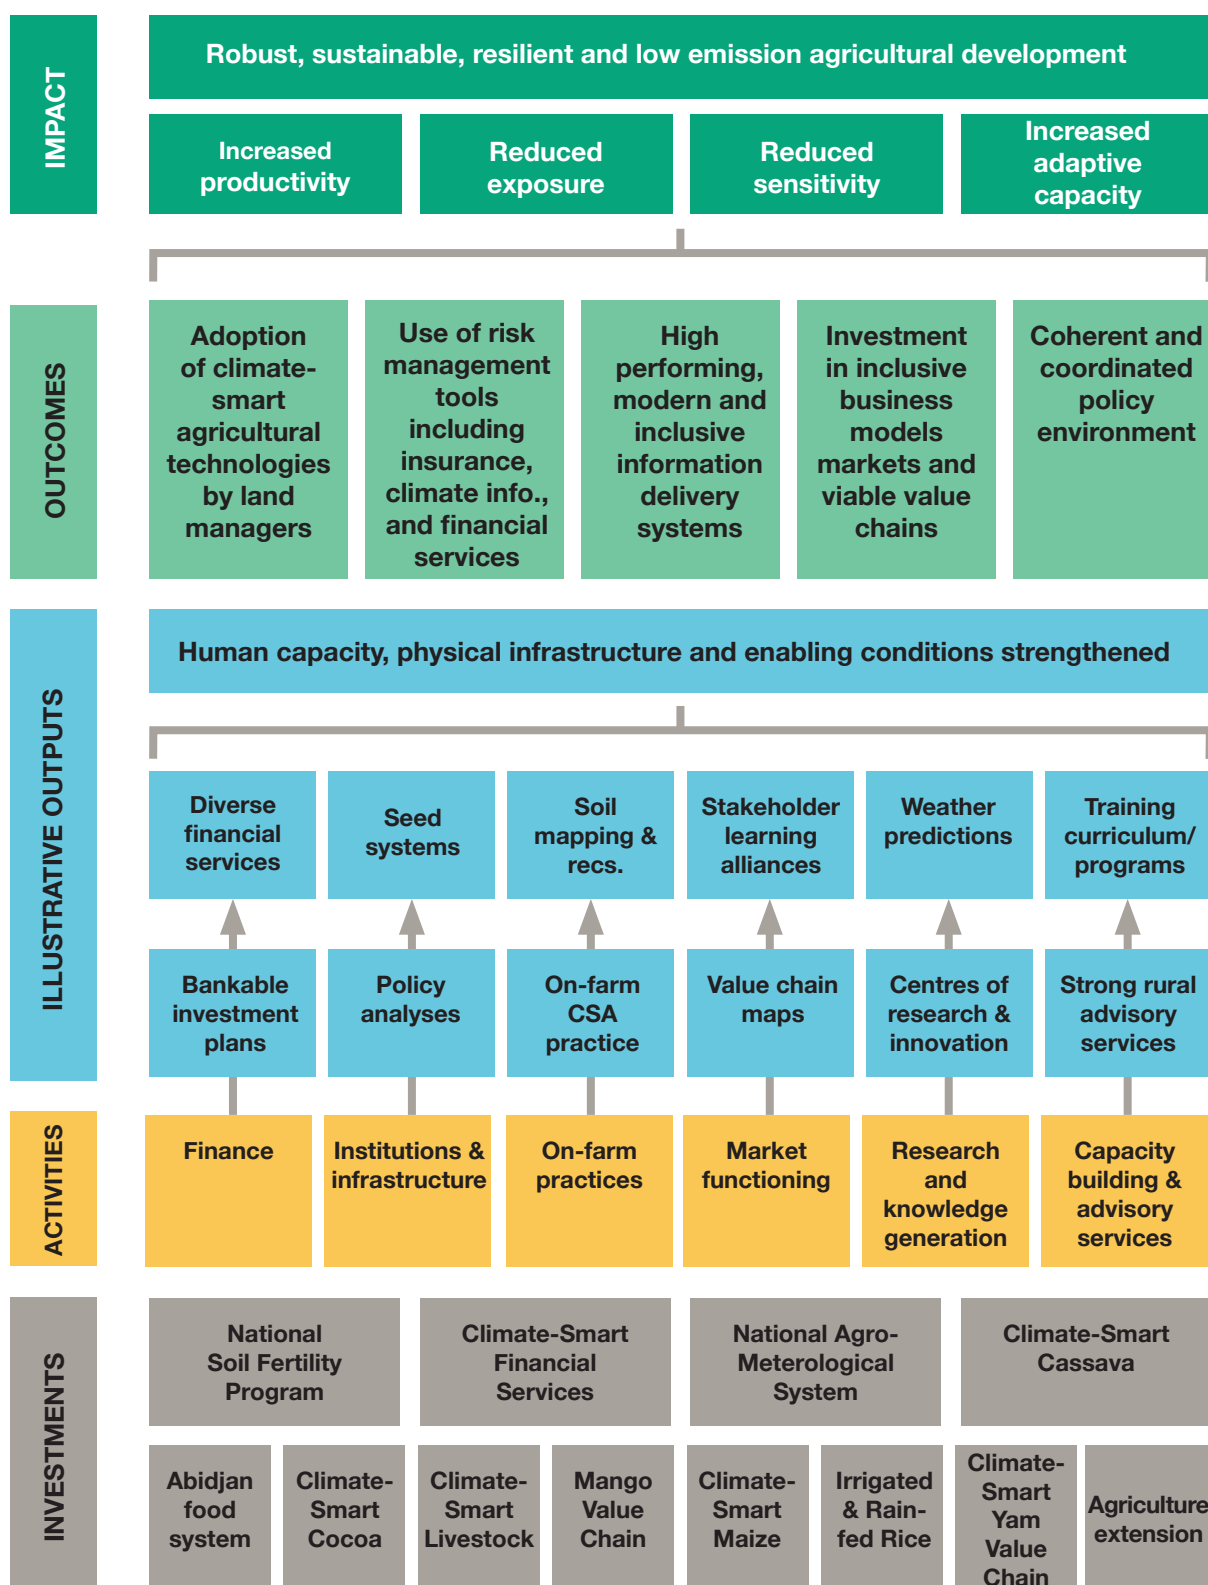 IMPACT
Robust, sustainable, resilient and low emission agricultural development
Increased
productivity
Reduced
exposure
Reduced
sensitivity
Increased
adaptive
capacity
OUTCOMES
Adoption
of climate-
smart
agricultural
technologies
by land
managers
Use of risk
management
tools
including
insurance,
climate info.,
and financial
services
High
performing,
modern and
inclusive
information
delivery
systems
Investment
in inclusive
business
models
markets and
viable value
chains
Coherent and
coordinated
policy
environment
ILLUSTRATIVE OUTPUTS
Human capacity, physical infrastructure and enabling conditions strengthened
Diverse
financial
services
Seed
systems
Soil
mapping &
recs.
Stakeholder
learning
alliances
Weather
predictions
Training
curriculum/
programs
Bankable
investment
plans
Policy
analyses
On-farm
CSA
practice
Value chain
maps
Centres of
research &
innovation
Strong rural
advisory
services
ACTIVITIES
Finance
Institutions &
infrastructure
On-farm
practices
Market
functioning
Research
and
knowledge
generation
Capacity
building &
advisory
services
INVESTMENTS
National
Soil Fertility
Program
Climate-Smart
Financial
Services
National Agro-
Meterological
System
Climate-Smart
Cassava
Abidjan
food
system
Climate-
Smart
Cocoa
Climate-
Smart
Livestock
Mango
Value
Chain
Climate-
Smart
Maize
Irrigated
& Rain-
fed Rice
Climate-
Smart
Yam
Value
Chain
Agriculture
extension